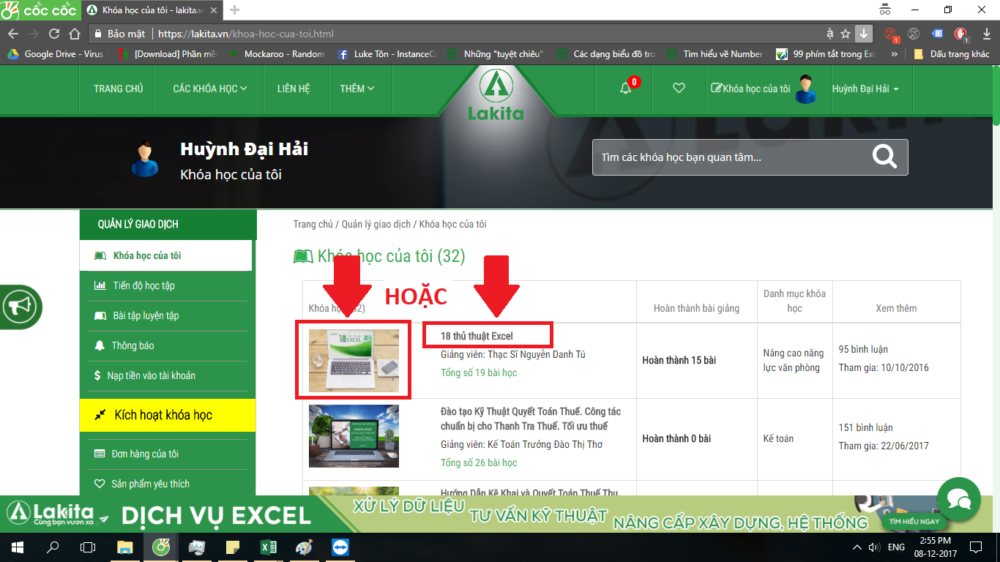 cốc cốc
Khóa học của tôi - lakita.v
Bảo mật
https://lakita.vn/khoa-hoc-cua-toi.html
Google Drive - Virus
[Download] Phần mề
Mockaroo - Random
Luke Tôn - InstanceCa
Những "tuyệt chiêu"
Các dạng biểu đồ tro
Tìm hiểu về Number
99 phím tắt trong Exc
»
Dấu trang khác
TRANG CHỦ
CÁC KHÓA HỌC
LIÊN HỆ
THÊM
Lakita
0
Khóa học của tôi
Huỳnh Đại Hải
Huỳnh Đại Hải
Khóa học của tôi
Tìm các khóa học bạn quan tâm...
QUẢN LÝ GIAO DỊCH
Khóa học của tôi
Tiến độ học tập
Bài tập luyện tập
Thông báo
$ Nạp tiền vào tài khoản
Kích hoạt khóa học
Đơn hàng của tôi
Sản phẩm yêu thích
Trang chủ / Quản lý giao dịch / Khóa học của tôi
Khóa học của tôi (32)
HOẶC
Hoàn thành bài giảng
Danh mục khóa
học
Xem thêm
18 thủ thuật Excel
Giảng viên: Thạc Sĩ Nguyễn Danh Tú
Tổng số 19 bài học
Hoàn thành 15 bài
Nâng cao năng
lực văn phòng
95 bình luận
Tham gia: 10/10/2016
Đào tạo Kỹ Thuật Quyết Toán Thuế. Công tác
chuẩn bị cho Thanh Tra Thuế. Tối ưu thuế
Giảng viên: Kế Toán Trưởng Đào Thị Thơ
Tổng số 26 bài học
Hoàn thành 0 bài
Kế toán
151 bình luận
Tham gia: 22/06/2017
Hướng Dẫn Kê Khai và Quyết Toán Thuế Thu
Lakita
Cùng bạn vươn xa
DỊCH VỤ EXCEL
XỬ LÝ DỮ LIỆU
TƯ VẤN KỸ THUẬT
NÂNG CẤP XÂY DỰNG, HỆ THỐNG
TÌM HIỂU NGAY
ENG
2:55 PM
08-12-2017